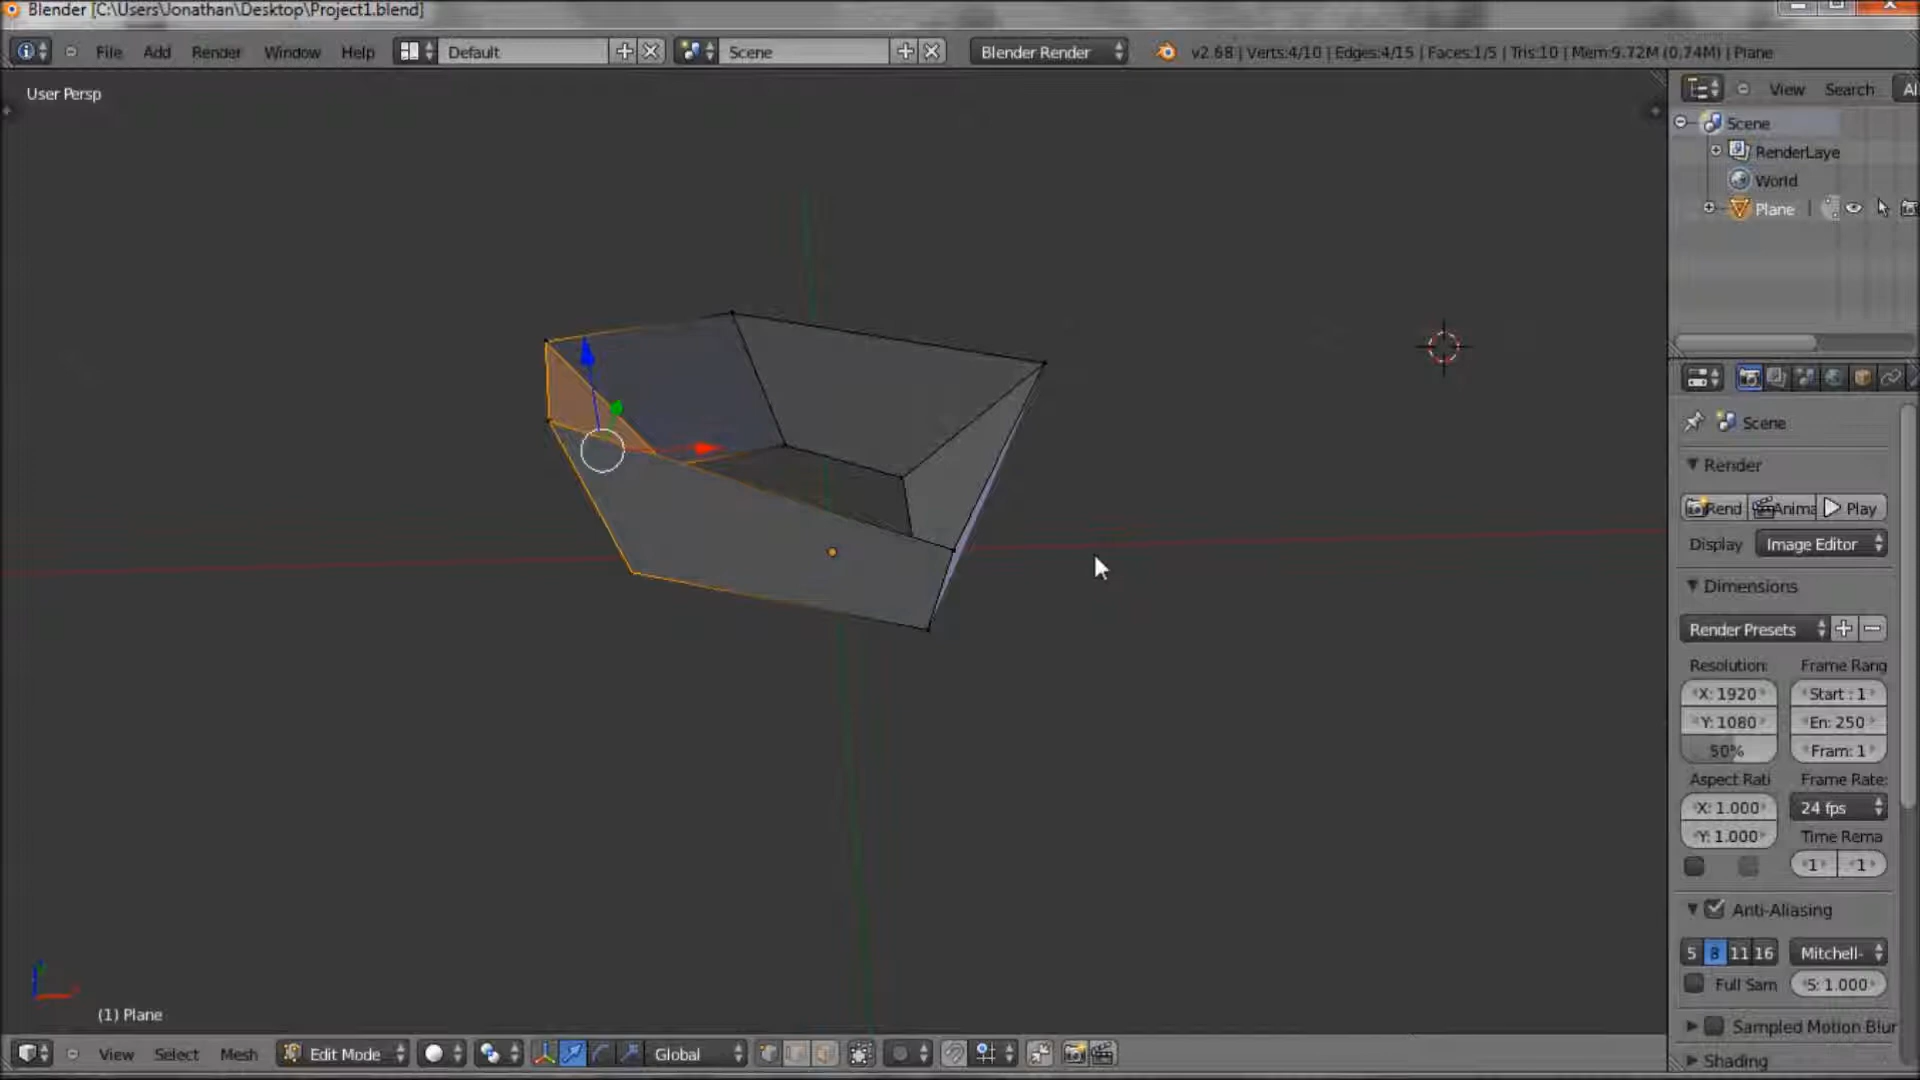 Blender [C:\Users\Jonathan\Desktop\Project1.blend]
File Add Render Window Help Default Scene Blender Render v2.68 | Verts:4/10 | Edges:4/15 | Faces:1/5 | Tris:10 | Mem:9.72M (0.74M) | Plane
User Persp
View Search Al
Scene
RenderLaye
World
Plane
Scene
Render
Rend Anima Play
Display Image Editor
Dimensions
Render Presets
Resolution: Frame Rang
X: 1920 Start : 1
Y: 1080 En: 250
50% Fram: 1
Aspect Rati Frame Rate:
X: 1.000 24 fps
Y: 1.000 Time Rema
1 1
Anti-Aliasing
5 8 11 16 Mitchell-
Full Sam S: 1.000
Sampled Motion Blur
Shading
(1) Plane
View Select Mesh Edit Mode Global